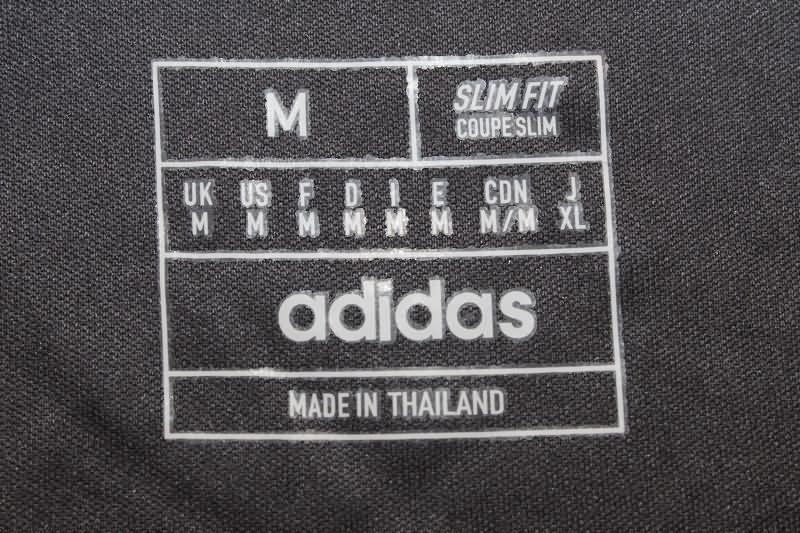 M
SLIM FIT
COUPE SLIM
UK US F D I E CDN J
M M M M M M M/M XL
adidas
MADE IN THAILAND